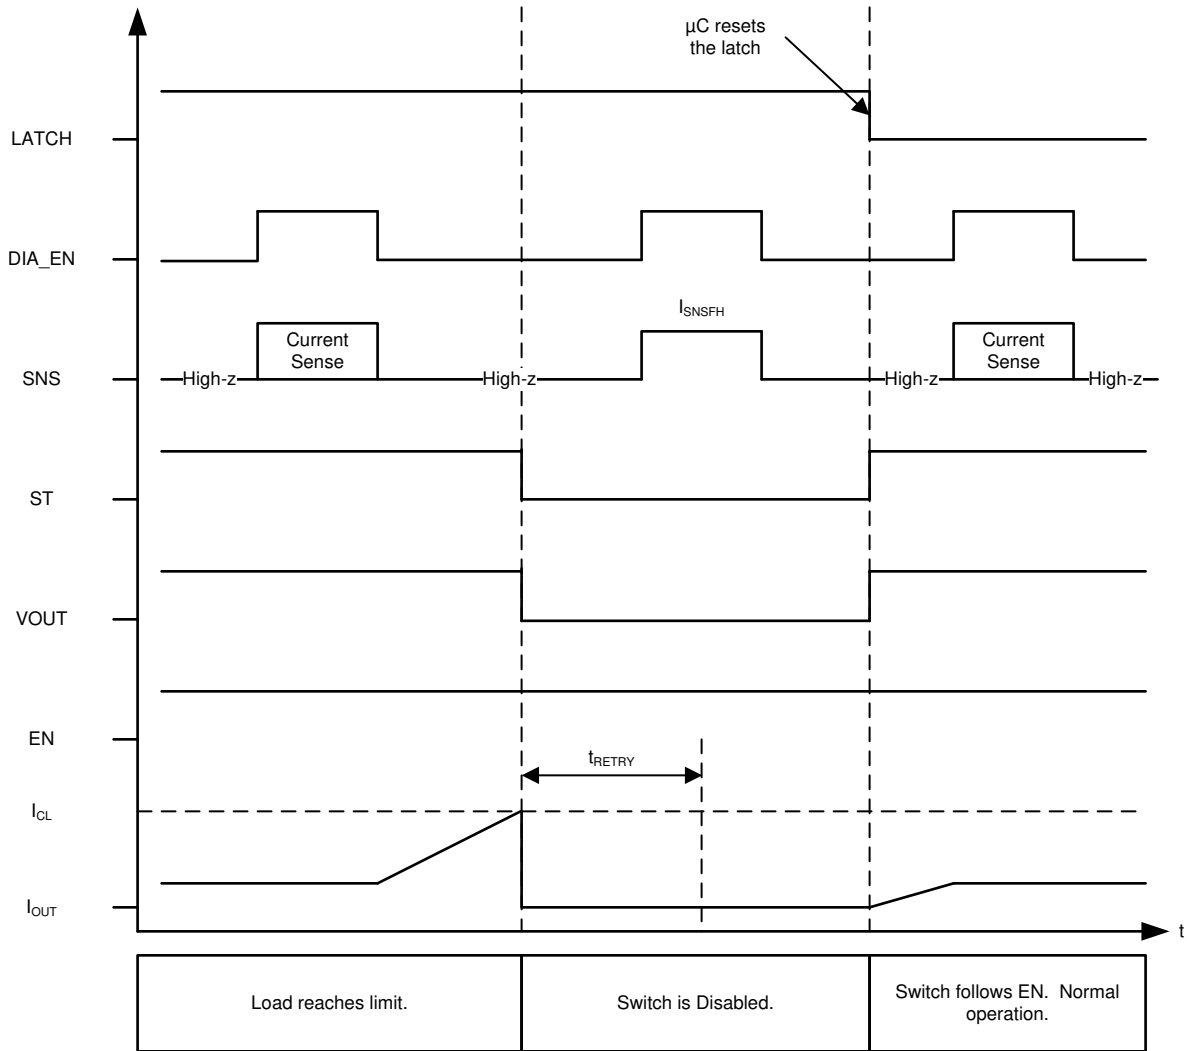 µC resets
the latch
LATCH
DIA_EN
I_SNSFH
Current
Sense
Current
Sense
SNS
High-z
High-z
High-z
High-z
ST
VOUT
EN
t_RETRY
I_CL
I_OUT
t
Load reaches limit.
Switch is Disabled.
Switch follows EN.  Normal
operation.